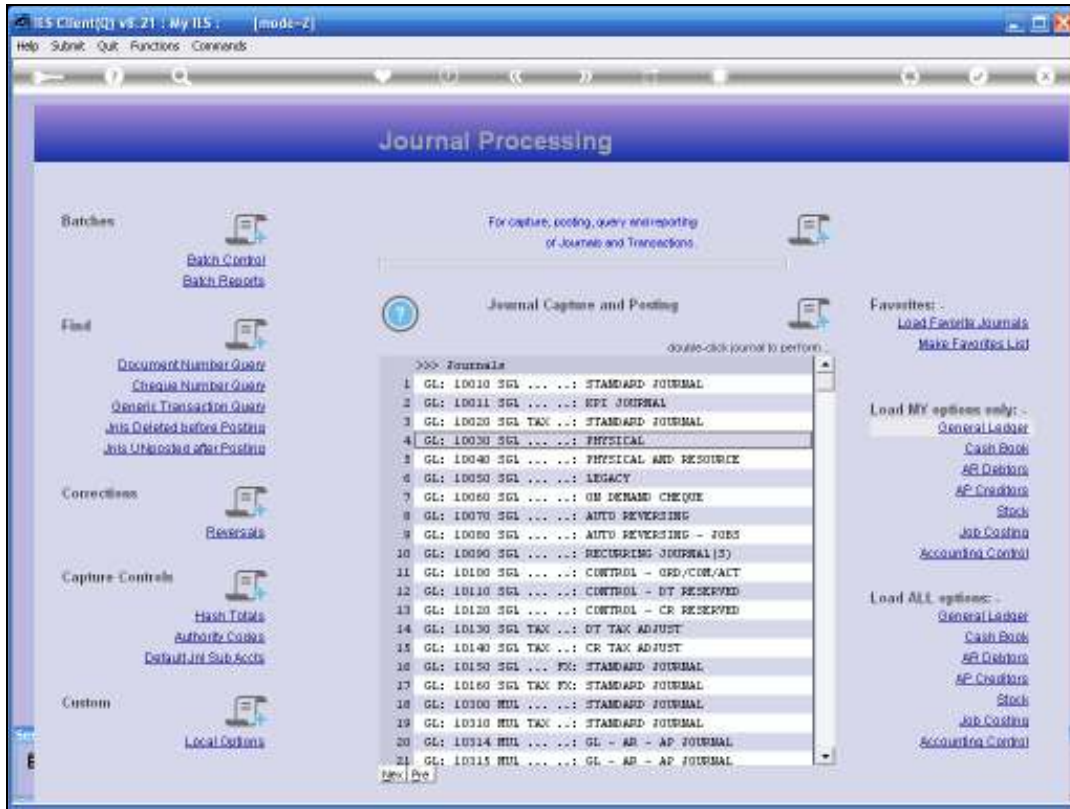 IES Client(Q) v8.21 : My IES : [mode=2]
Help Submit Quit Functions Commands
Journal Processing
Batches
Batch Control
Batch Reports
Find
Document Number Query
Cheque Number Query
Generic Transaction Query
Jnls Deleted before Posting
Jnls UNposted after Posting
Corrections
Reversals
Capture Controls
Hash Totals
Authority Codes
Default Jnl Sub Accts
Custom
Local Options
For capture, posting, query and reporting
of Journals and Transactions.
Journal Capture and Posting
double-click journal to perform ..
>>> Journals
1 GL: 10010 SGL ... ..: STANDARD JOURNAL
2 GL: 10011 SGL ... ..: KPI JOURNAL
3 GL: 10020 SGL TAX ..: STANDARD JOURNAL
4 GL: 10030 SGL ... ..: PHYSICAL
5 GL: 10040 SGL ... ..: PHYSICAL AND RESOURCE
6 GL: 10050 SGL ... ..: LEGACY
7 GL: 10060 SGL ... ..: ON DEMAND CHEQUE
8 GL: 10070 SGL ... ..: AUTO REVERSING
9 GL: 10080 SGL ... ..: AUTO REVERSING - JOBS
10 GL: 10090 SGL ... ..: RECURRING JOURNAL(S)
11 GL: 10100 SGL ... ..: CONTROL - ORD/COM/ACT
12 GL: 10110 SGL ... ..: CONTROL - DT RESERVED
13 GL: 10120 SGL ... ..: CONTROL - CR RESERVED
14 GL: 10130 SGL TAX ..: DT TAX ADJUST
15 GL: 10140 SGL TAX ..: CR TAX ADJUST
16 GL: 10150 SGL ... FX: STANDARD JOURNAL
17 GL: 10160 SGL TAX FX: STANDARD JOURNAL
18 GL: 10300 MUL ... ..: STANDARD JOURNAL
19 GL: 10310 MUL TAX ..: STANDARD JOURNAL
20 GL: 10314 MUL ... ..: GL - AR - AP JOURNAL
21 GL: 10315 MUL ... ..: GL - AR - AP JOURNAL
Nex Pre
Favorites: -
Load Favorite Journals
Make Favorites List
Load MY options only: -
General Ledger
Cash Book
AR Debtors
AP Creditors
Stock
Job Costing
Accounting Control
Load ALL options: -
General Ledger
Cash Book
AR Debtors
AP Creditors
Stock
Job Costing
Accounting Control